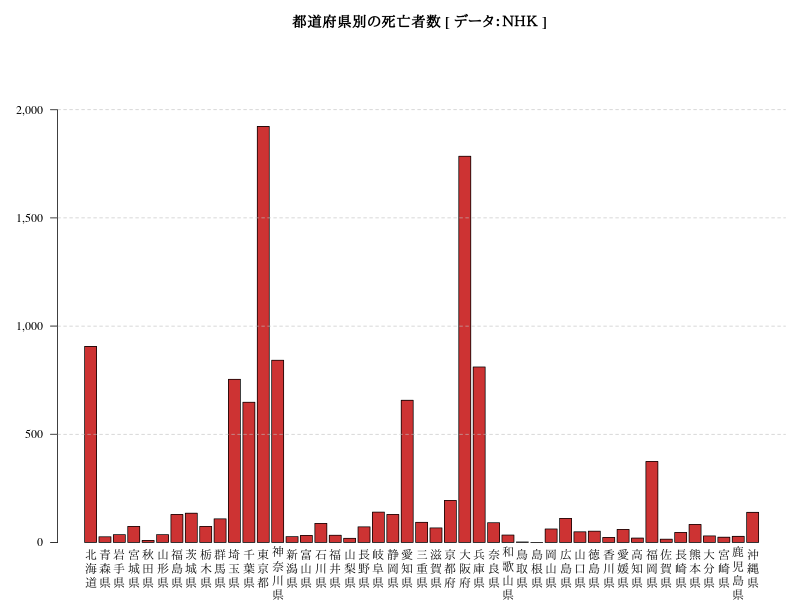 都道府県別の死亡者数 [ データ：NHK ]
2,000
1,500
1,000
500
0
北海道
青森県
岩手県
宮城県
秋田県
山形県
福島県
茨城県
栃木県
群馬県
埼玉県
千葉県
東京都
神奈川県
新潟県
富山県
石川県
福井県
山梨県
長野県
岐阜県
静岡県
愛知県
三重県
滋賀県
京都府
大阪府
兵庫県
奈良県
和歌山県
鳥取県
島根県
岡山県
広島県
山口県
徳島県
香川県
愛媛県
高知県
福岡県
佐賀県
長崎県
熊本県
大分県
宮崎県
鹿児島県
沖縄県